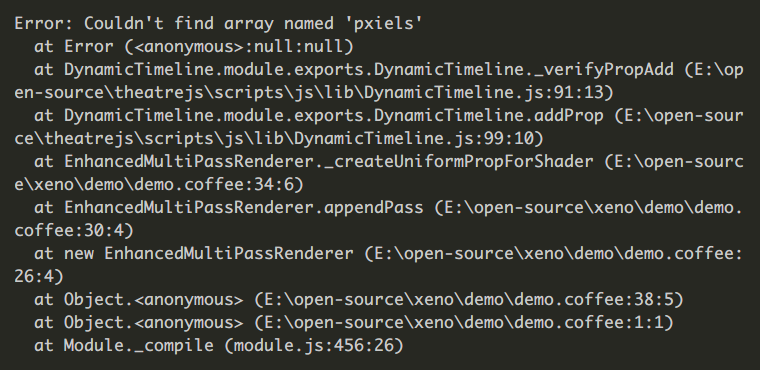 Error: Couldn't find array named 'pxiels'
at Error (<anonymous>:null:null)
at DynamicTimeline.module.exports.DynamicTimeline._verifyPropAdd (E:\op
en-source\theatrejs\scripts\js\lib\DynamicTimeline.js:91:13)
at DynamicTimeline.module.exports.DynamicTimeline.addProp (E:\open-sour
ce\theatrejs\scripts\js\lib\DynamicTimeline.js:99:10)
at EnhancedMultiPassRenderer._createUniformPropForShader (E:\open-sourc
e\xeno\demo\demo.coffee:34:6)
at EnhancedMultiPassRenderer.appendPass (E:\open-source\xeno\demo\demo.
coffee:30:4)
at new EnhancedMultiPassRenderer (E:\open-source\xeno\demo\demo.coffee:
26:4)
at Object.<anonymous> (E:\open-source\xeno\demo\demo.coffee:38:5)
at Object.<anonymous> (E:\open-source\xeno\demo\demo.coffee:1:1)
at Module._compile (module.js:456:26)